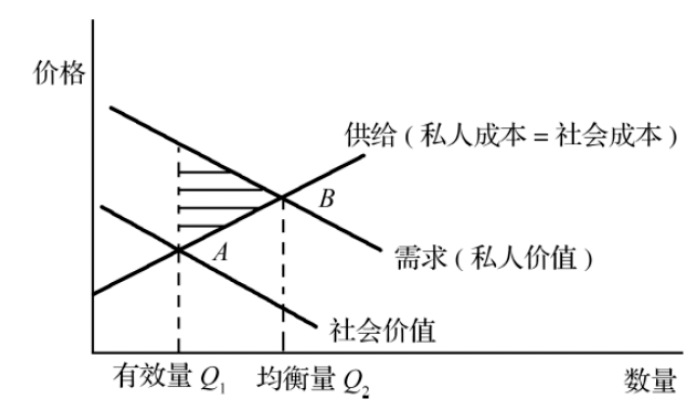 价格
供给（私人成本 = 社会成本）
B
A
需求（私人价值）
社会价值
有效量 Q₁ 均衡量 Q₂ 数量